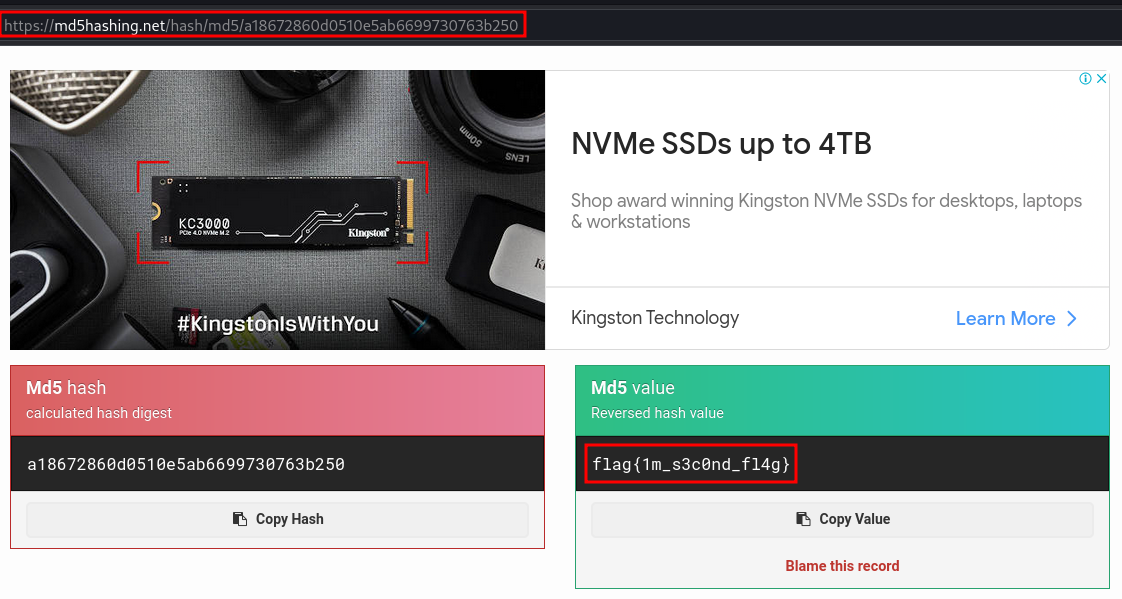 https://md5hashing.net/hash/md5/a18672860d0510e5ab6699730763b250
50mm
LENS
KC3000
PCIe 4.0 NVMe M.2
Kingston
#KingstonIsWithYou
NVMe SSDs up to 4TB
Shop award winning Kingston NVMe SSDs for desktops, laptops
& workstations
Kingston Technology
Learn More
Md5 hash
calculated hash digest
a18672860d0510e5ab6699730763b250
Copy Hash
Md5 value
Reversed hash value
flag{1m_s3c0nd_fl4g}
Copy Value
Blame this record